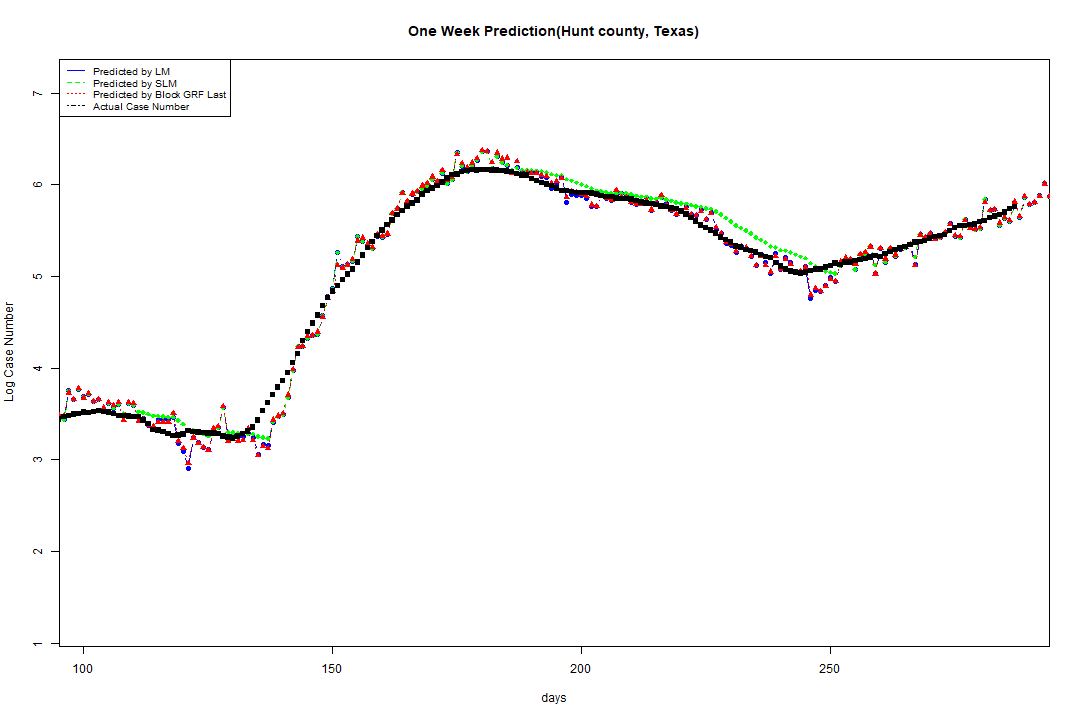 One Week Prediction(Hunt county, Texas)
Predicted by LM
Predicted by SLM
Predicted by Block GRF Last
Actual Case Number
7
6
5
4
3
2
1
Log Case Number
100 150 200 250
days